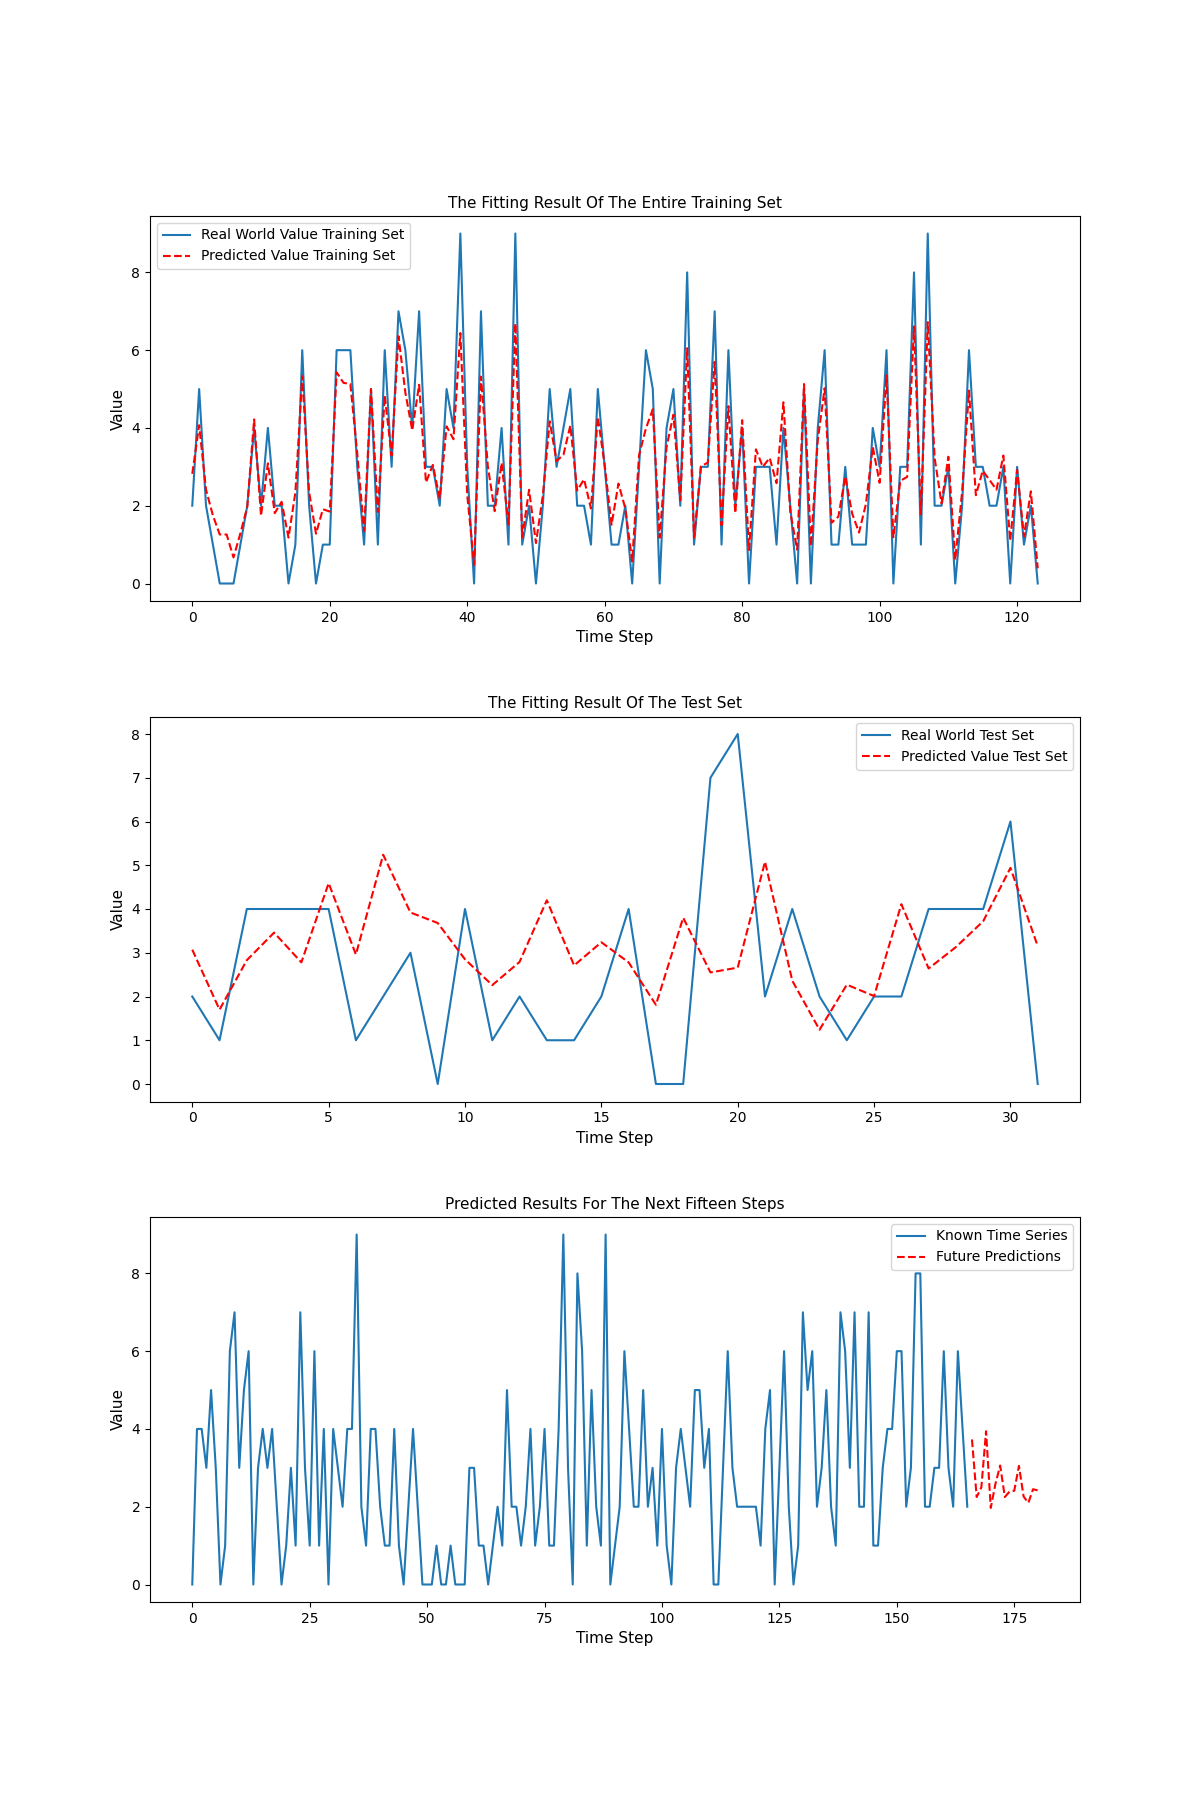 The Fitting Result Of The Entire Training Set
Real World Value Training Set
Predicted Value Training Set
8
6
4
2
0
Value
0 20 40 60 80 100 120
Time Step
The Fitting Result Of The Test Set
Real World Test Set
Predicted Value Test Set
8
7
6
5
4
3
2
1
0
Value
0 5 10 15 20 25 30
Time Step
Predicted Results For The Next Fifteen Steps
Known Time Series
Future Predictions
8
6
4
2
0
Value
0 25 50 75 100 125 150 175
Time Step